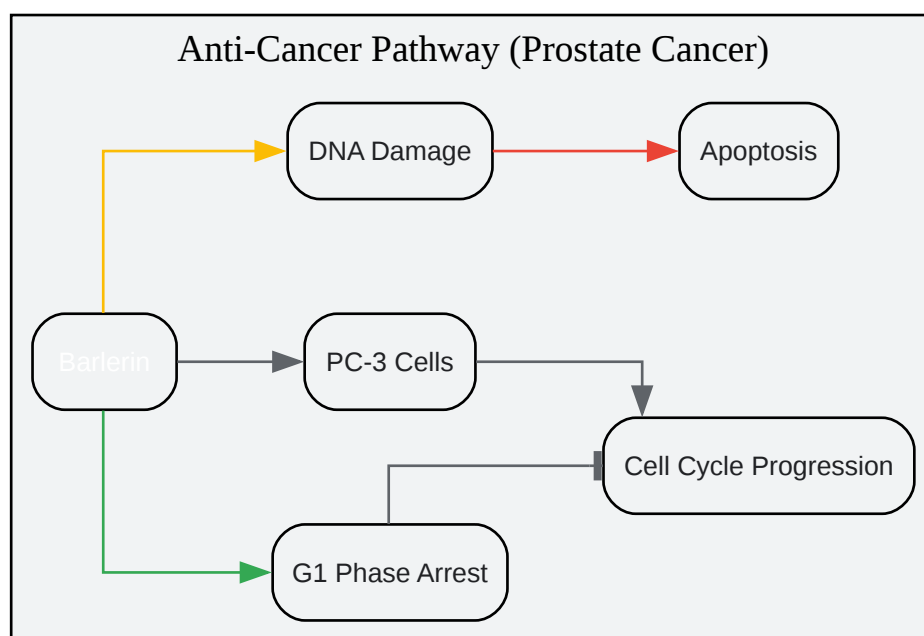 Anti-Cancer Pathway (Prostate Cancer)
DNA Damage
Apoptosis
Barlerin
PC-3 Cells
Cell Cycle Progression
G1 Phase Arrest